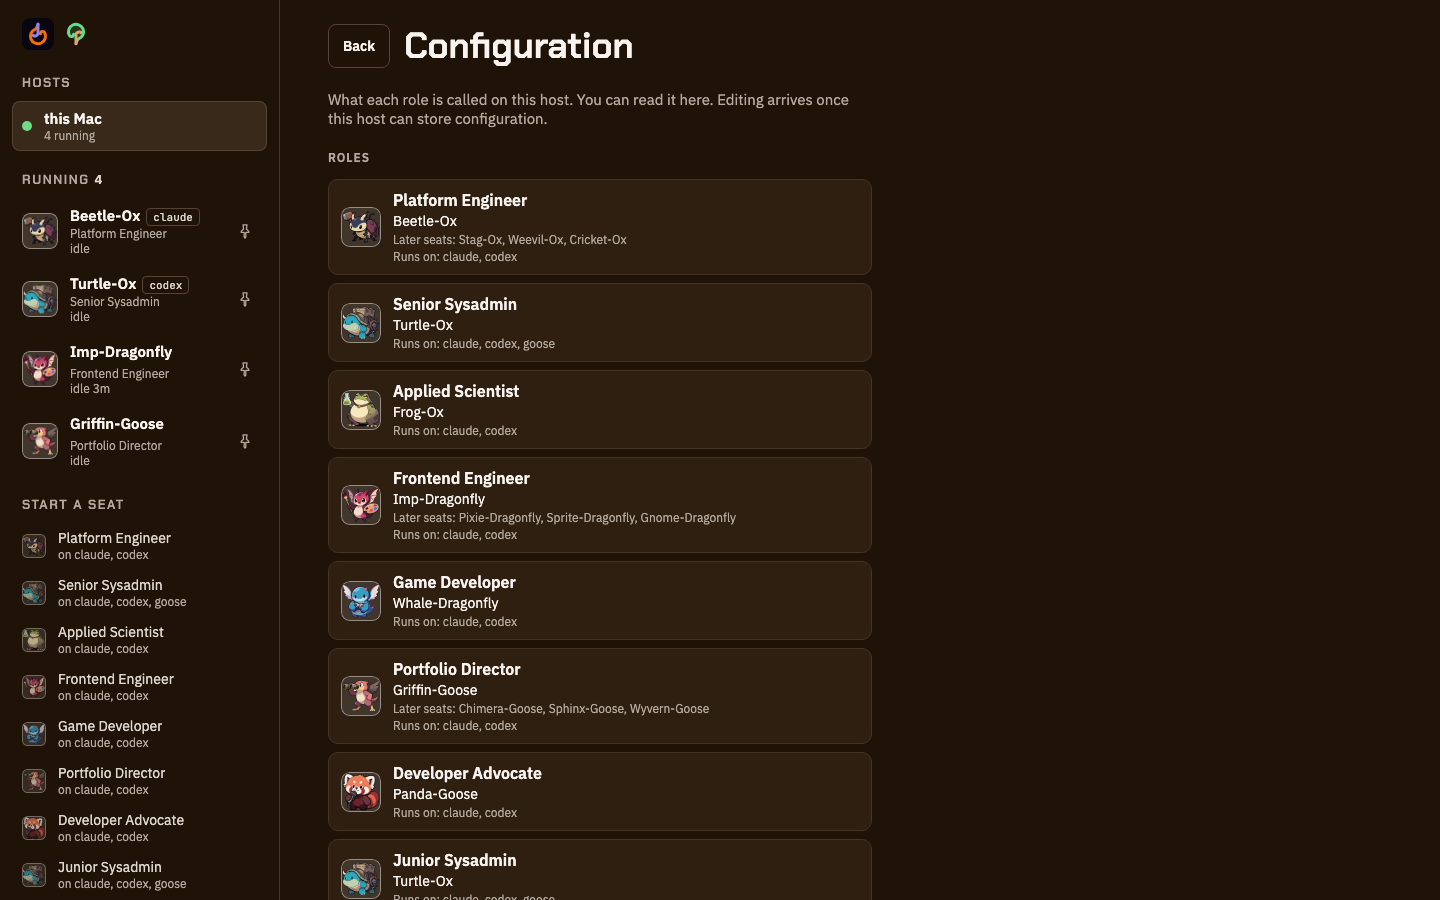 HOSTS
this Mac
4 running
RUNNING 4
Beetle-Ox claude
Platform Engineer
idle
Turtle-Ox codex
Senior Sysadmin
idle
Imp-Dragonfly
Frontend Engineer
idle 3m
Griffin-Goose
Portfolio Director
idle
START A SEAT
Platform Engineer
on claude, codex
Senior Sysadmin
on claude, codex, goose
Applied Scientist
on claude, codex
Frontend Engineer
on claude, codex
Game Developer
on claude, codex
Portfolio Director
on claude, codex
Developer Advocate
on claude, codex
Junior Sysadmin
on claude, codex, goose
Back
Configuration
What each role is called on this host. You can read it here. Editing arrives once
this host can store configuration.
ROLES
Platform Engineer
Beetle-Ox
Later seats: Stag-Ox, Weevil-Ox, Cricket-Ox
Runs on: claude, codex
Senior Sysadmin
Turtle-Ox
Runs on: claude, codex, goose
Applied Scientist
Frog-Ox
Runs on: claude, codex
Frontend Engineer
Imp-Dragonfly
Later seats: Pixie-Dragonfly, Sprite-Dragonfly, Gnome-Dragonfly
Runs on: claude, codex
Game Developer
Whale-Dragonfly
Runs on: claude, codex
Portfolio Director
Griffin-Goose
Later seats: Chimera-Goose, Sphinx-Goose, Wyvern-Goose
Runs on: claude, codex
Developer Advocate
Panda-Goose
Runs on: claude, codex
Junior Sysadmin
Turtle-Ox
Runs on: claude, codex, goose